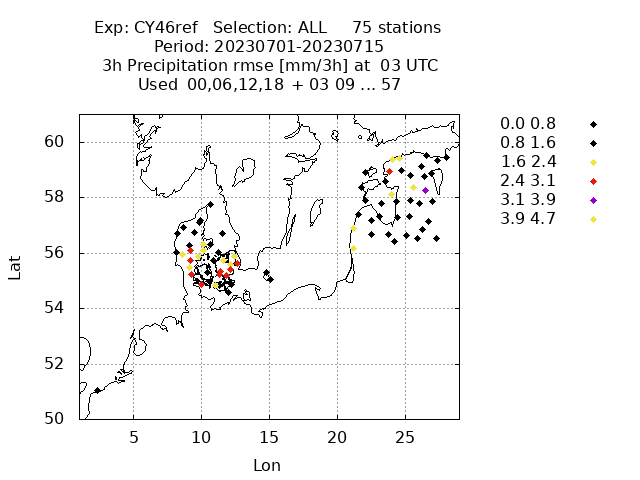 Exp: CY46ref   Selection: ALL     75 stations
Period: 20230701-20230715
3h Precipitation rmse [mm/3h] at  03 UTC
Used  00,06,12,18  + 03 09 ... 57
0.0 0.8
0.8 1.6
1.6 2.4
2.4 3.1
3.1 3.9
3.9 4.7
60
58
56
54
52
50
Lat
5 10 15 20 25
Lon